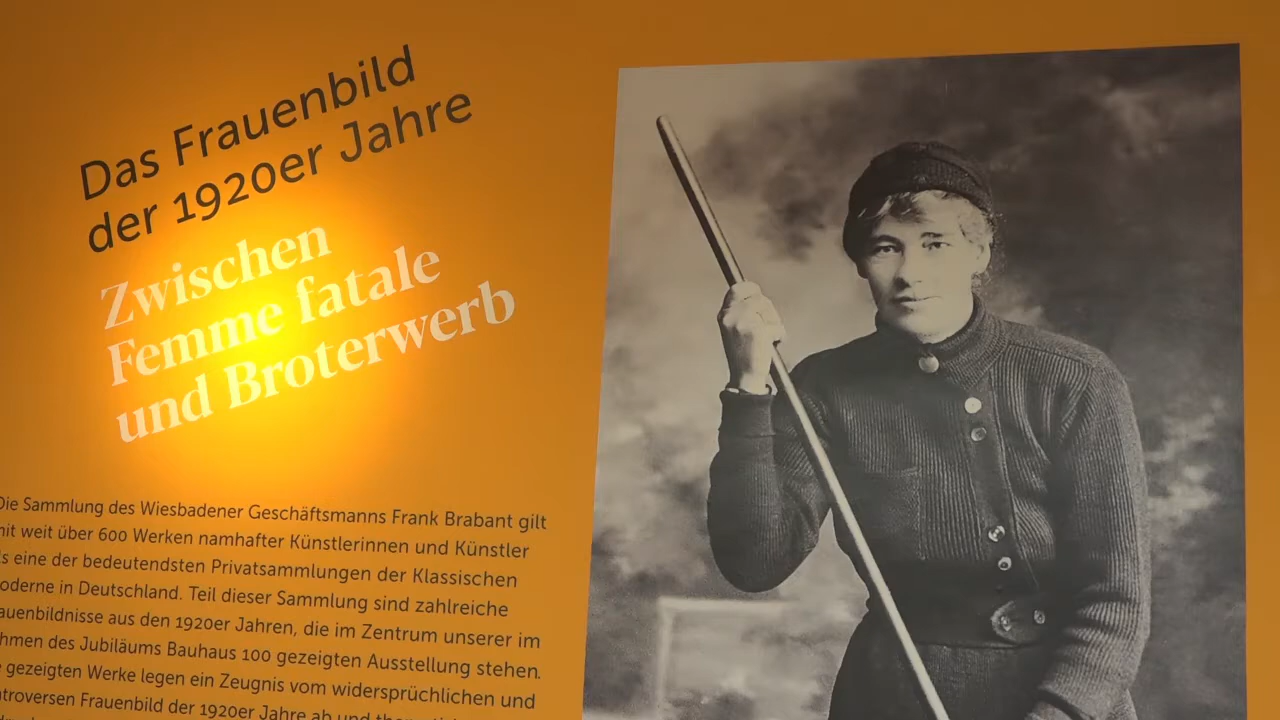 Das Frauenbild
der 1920er Jahre
Zwischen
Femme fatale
und Broterwerb
Die Sammlung des Wiesbadener Geschäftsmanns Frank Brabant gilt
weit über 600 Werken namhafter Künstlerinnen und Künstler
eine der bedeutendsten Privatsammlungen der Klassischen
in Deutschland. Teil dieser Sammlung sind zahlreiche
aus den 1920er Jahren, die im Zentrum unserer im
des Jubiläums Bauhaus 100 gezeigten Ausstellung stehen.
gezeigten Werke legen ein Zeugnis vom widersprüchlichen und
Frauenbild der 1920er Jahre ab und